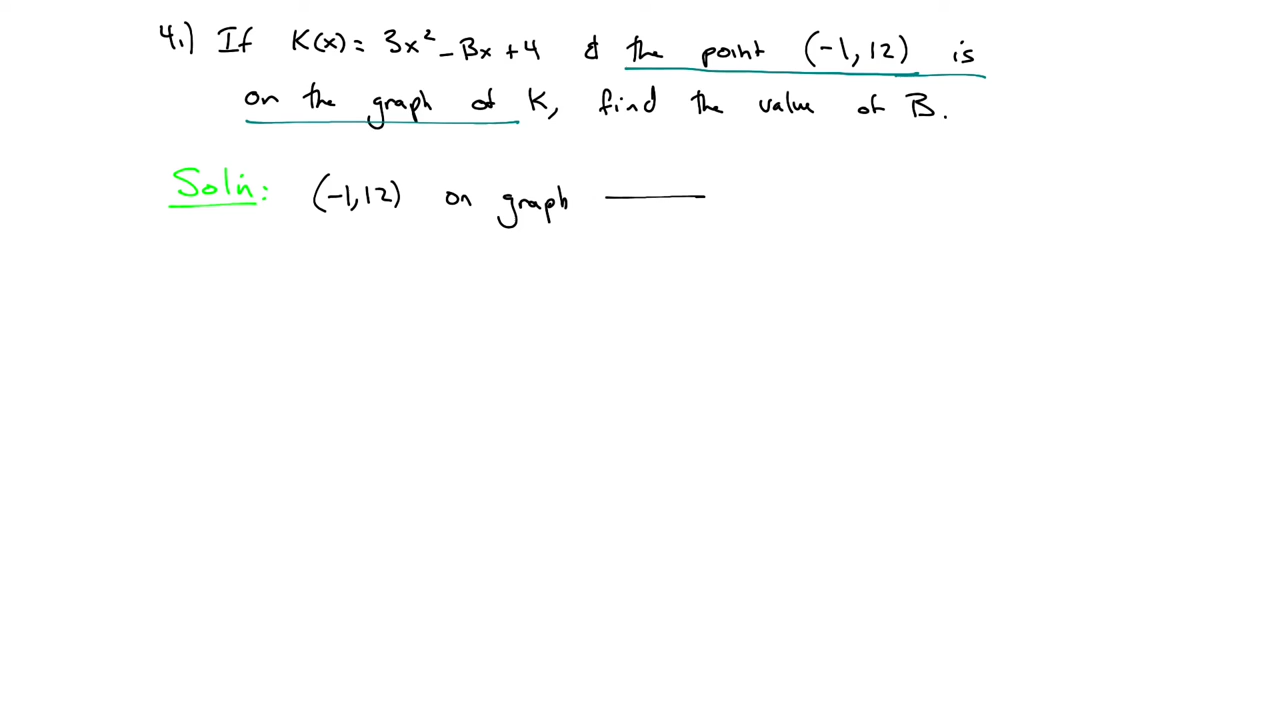 4.) If K(x) = 3x² - Bx + 4 & the point (-1, 12) is
on the graph of K, find the value of B.
Sol'n: (-1, 12) on graph